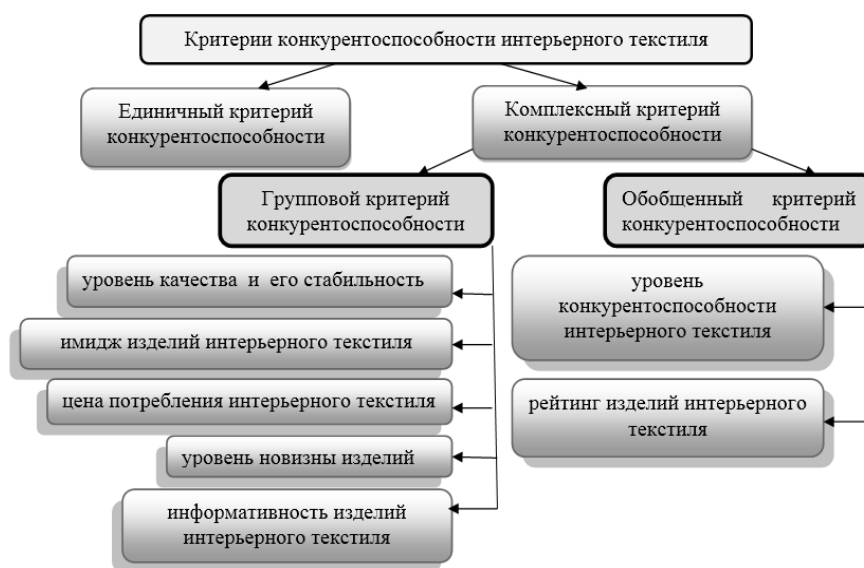 Критерии конкурентоспособности интерьерного текстиля
Единичный критерий
конкурентоспособности
Комплексный критерий
конкурентоспособности
Групповой критерий
конкурентоспособности
Обобщенный критерий
конкурентоспособности
уровень качества и его стабильность
имидж изделий интерьерного текстиля
цена потребления интерьерного текстиля
уровень новизны изделий
информативность изделий
интерьерного текстиля
уровень
конкурентоспособности
интерьерного текстиля
рейтинг изделий интерьерного
текстиля